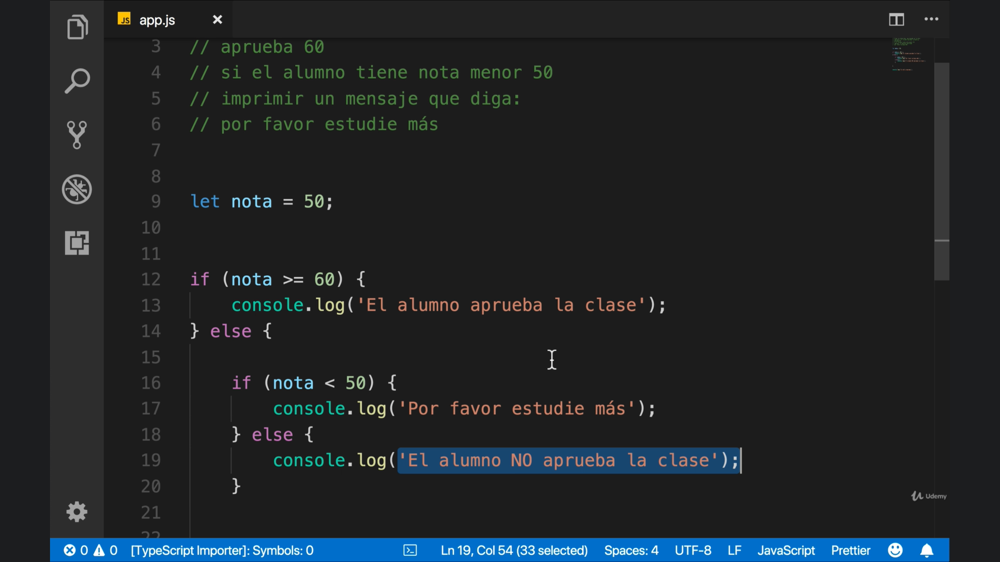 JS app.js
3 // aprueba 60
4 // si el alumno tiene nota menor 50
5 // imprimir un mensaje que diga:
6 // por favor estudie más
7
8
9 let nota = 50;
10
11
12 if (nota >= 60) {
13 console.log('El alumno aprueba la clase');
14 } else {
15
16 if (nota < 50) {
17 console.log('Por favor estudie más');
18 } else {
19 console.log('El alumno NO aprueba la clase');
20 }
21
22
Udemy
0 0 [TypeScript Importer]: Symbols: 0 Ln 19, Col 54 (33 selected) Spaces: 4 UTF-8 LF JavaScript Prettier